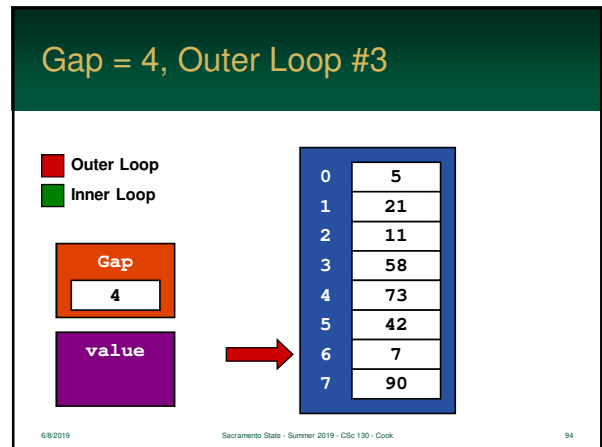 Gap = 4, Outer Loop #3
Outer Loop
Inner Loop
Gap
4
value
0 5
1 21
2 11
3 58
4 73
5 42
6 7
7 90
6/8/2019 Sacramento State - Summer 2019 - CSc 130 - Cook 94